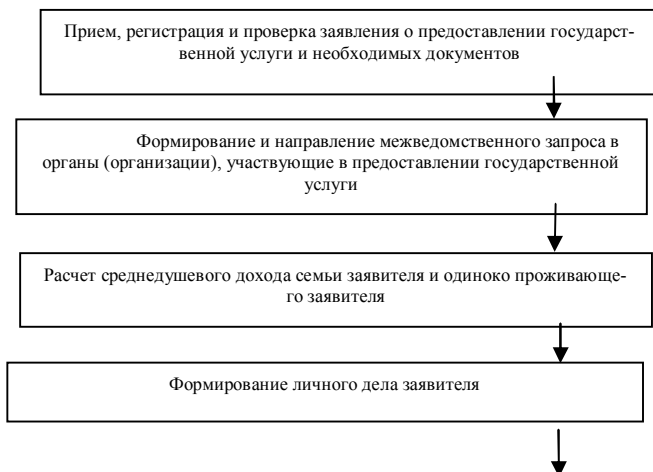 Прием, регистрация и проверка заявления о предоставлении государст-
венной услуги и необходимых документов
Формирование и направление межведомственного запроса в
органы (организации), участвующие в предоставлении государственной
услуги
Расчет среднедушевого дохода семьи заявителя и одиноко проживающе-
го заявителя
Формирование личного дела заявителя